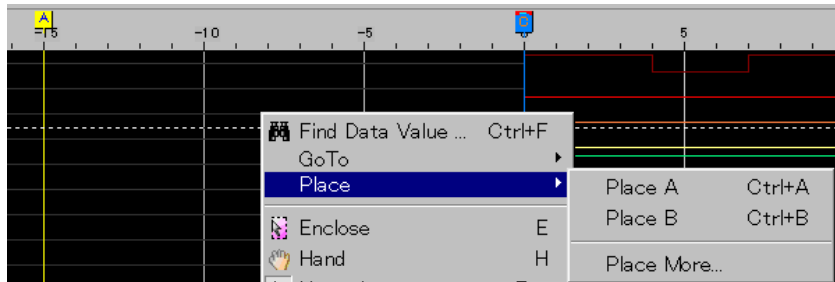 A
C
-15
-10
-5
0
5
Find Data Value ... Ctrl+F
GoTo
Place
Place A Ctrl+A
Place B Ctrl+B
Enclose E
Hand H
Place More...